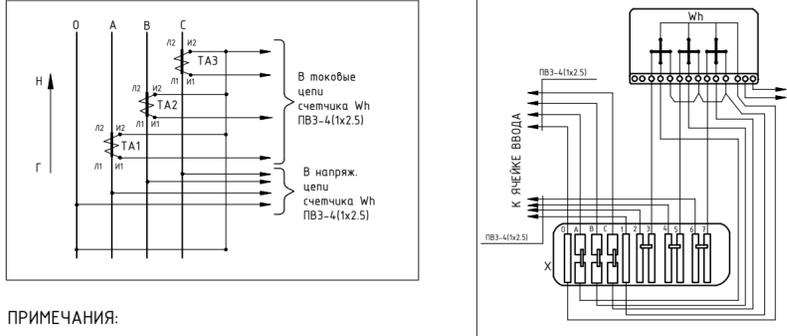 0 A B C
Л2 И2
ТА3
Л1 И1
Л2 И2
ТА2
Л1 И1
Л2 И2
ТА1
Л1 И1
Н
Г
В токовые
цепи
счетчика Wh
ПВ3-4(1х2.5)
В напряж.
цепи
счетчика Wh
ПВ3-4(1х2.5)
ПРИМЕЧАНИЯ:
Wh
ПВ3-4(1х2.5)
К ЯЧЕЙКЕ ВВОДА
ПВ3-4(1х2.5)
0 A B C 1 2 3 4 5 6 7
X